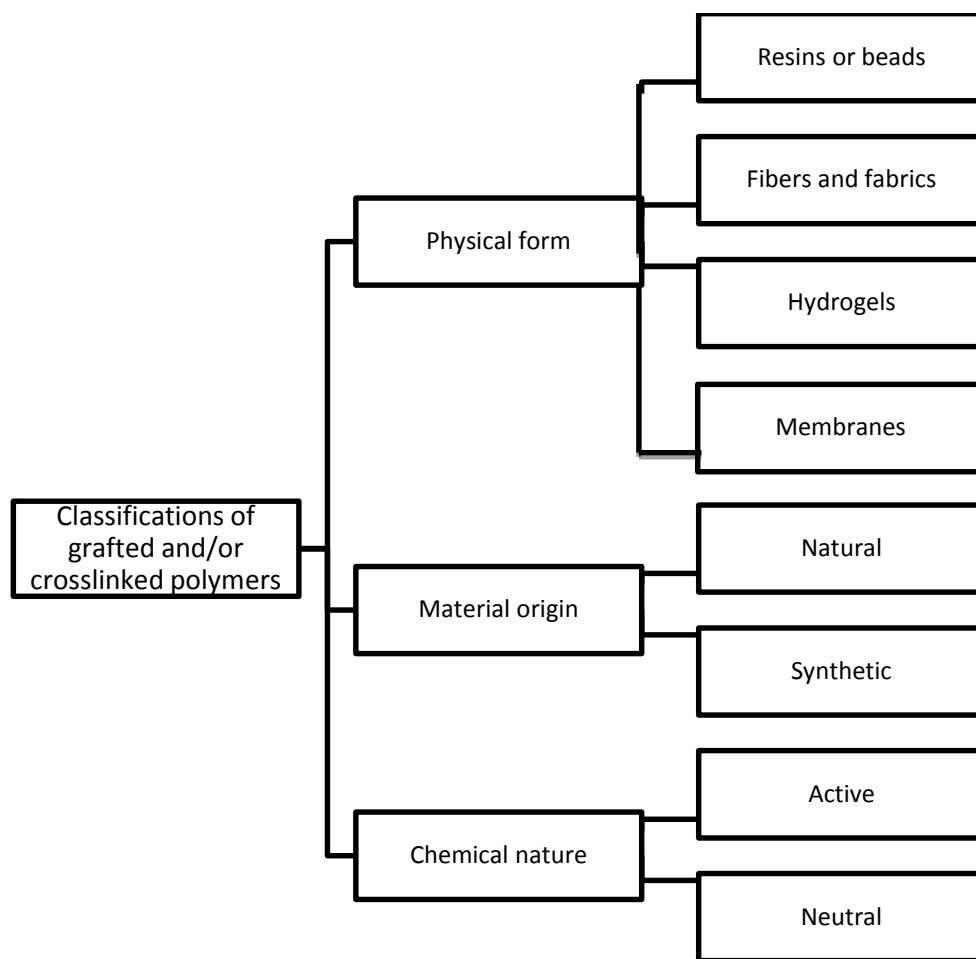 Classifications of
grafted and/or
crosslinked polymers
Physical form
Resins or beads
Fibers and fabrics
Hydrogels
Membranes
Material origin
Natural
Synthetic
Chemical nature
Active
Neutral